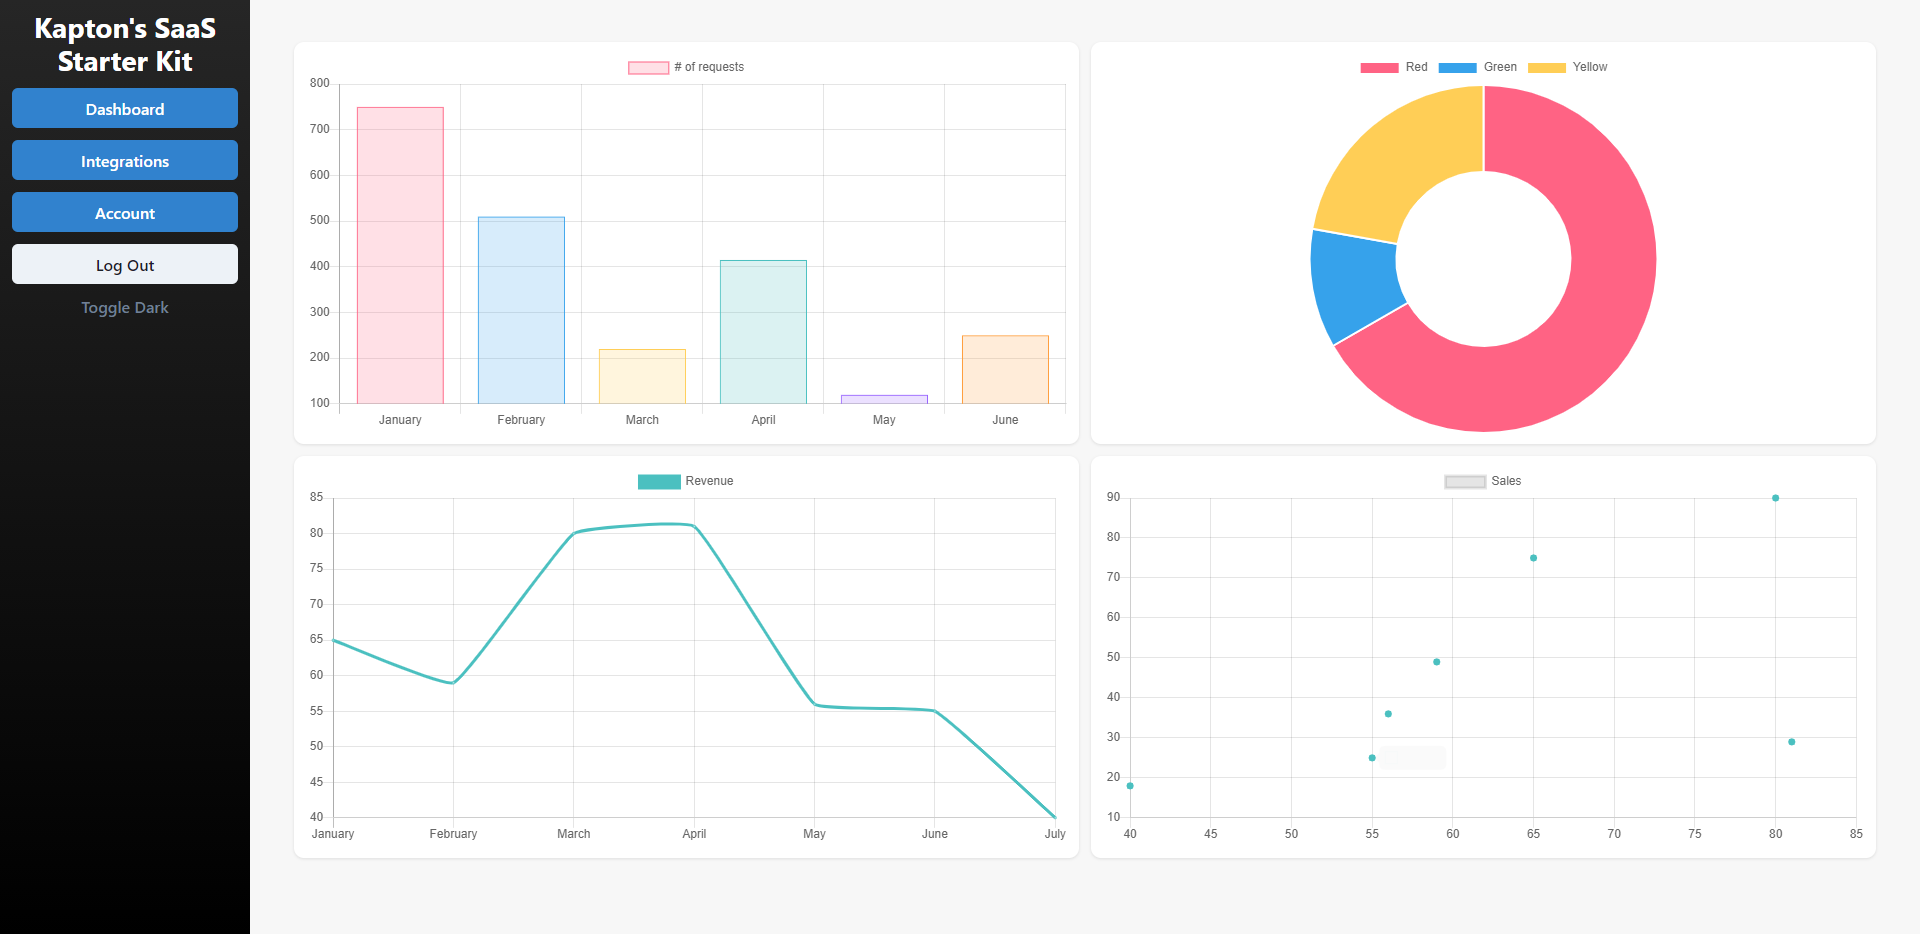 Kapton's SaaS
Starter Kit
Dashboard
Integrations
Account
Log Out
Toggle Dark
# of requests
800
700
600
500
400
300
200
100
January February March April May June
Red Green Yellow
Revenue
85
80
75
70
65
60
55
50
45
40
January February March April May June July
Sales
90
80
70
60
50
40
30
20
10
40 45 50 55 60 65 70 75 80 85